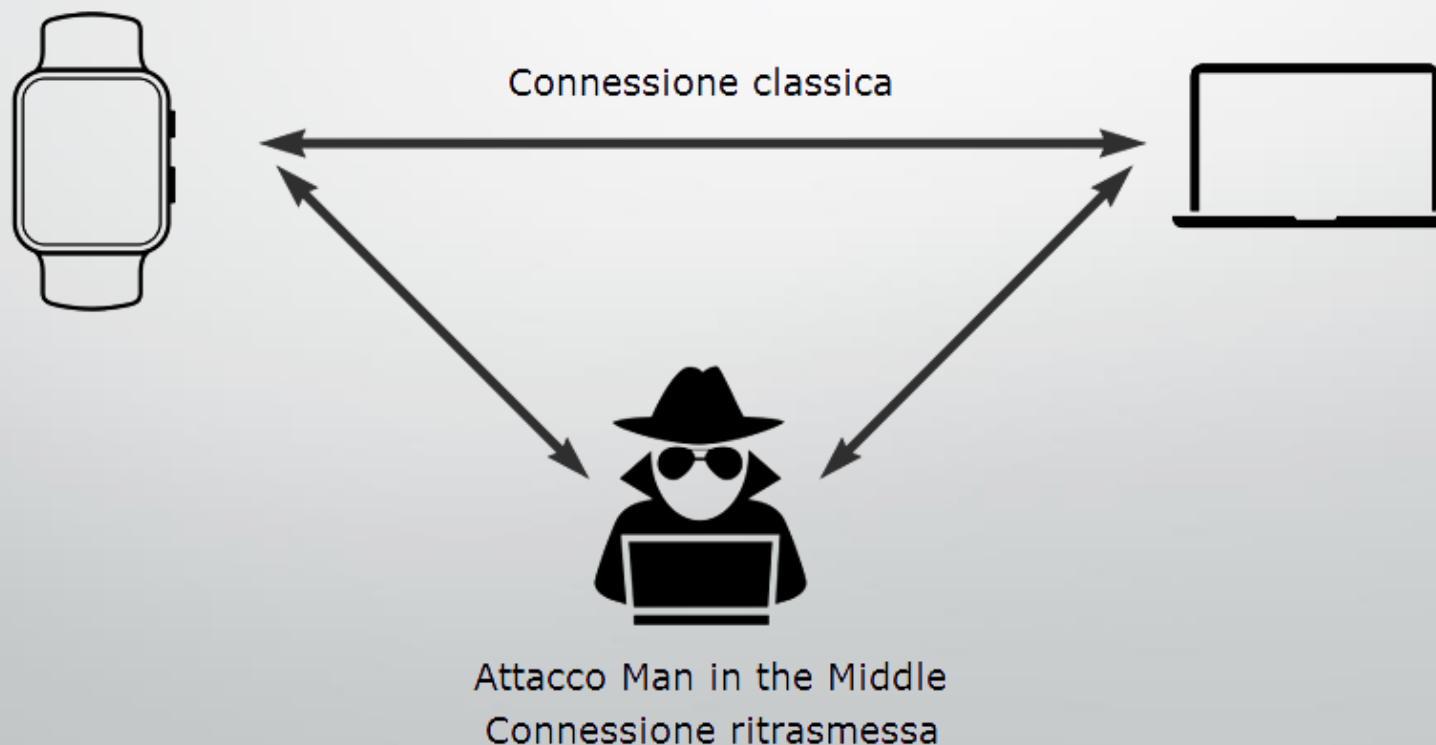 Connessione classica
Attacco Man in the Middle
Connessione ritrasmessa